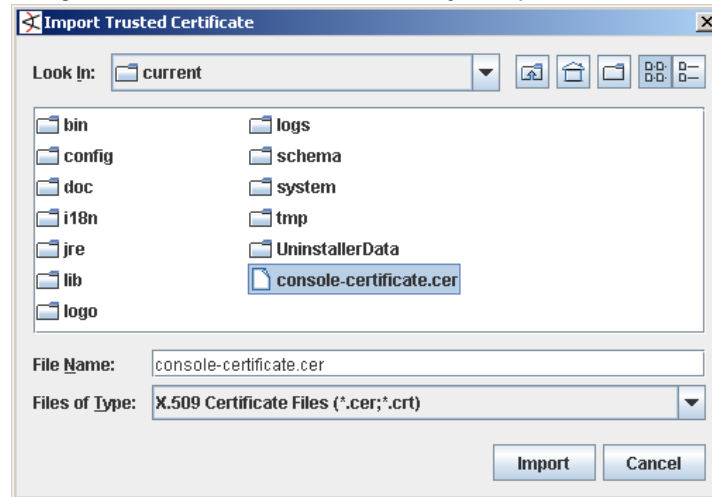 Import Trusted Certificate
Look In: current
bin
config
doc
i18n
jre
lib
logo
logs
schema
system
tmp
UninstallerData
console-certificate.cer
File Name: console-certificate.cer
Files of Type: X.509 Certificate Files (*.cer;*.crt)
Import Cancel